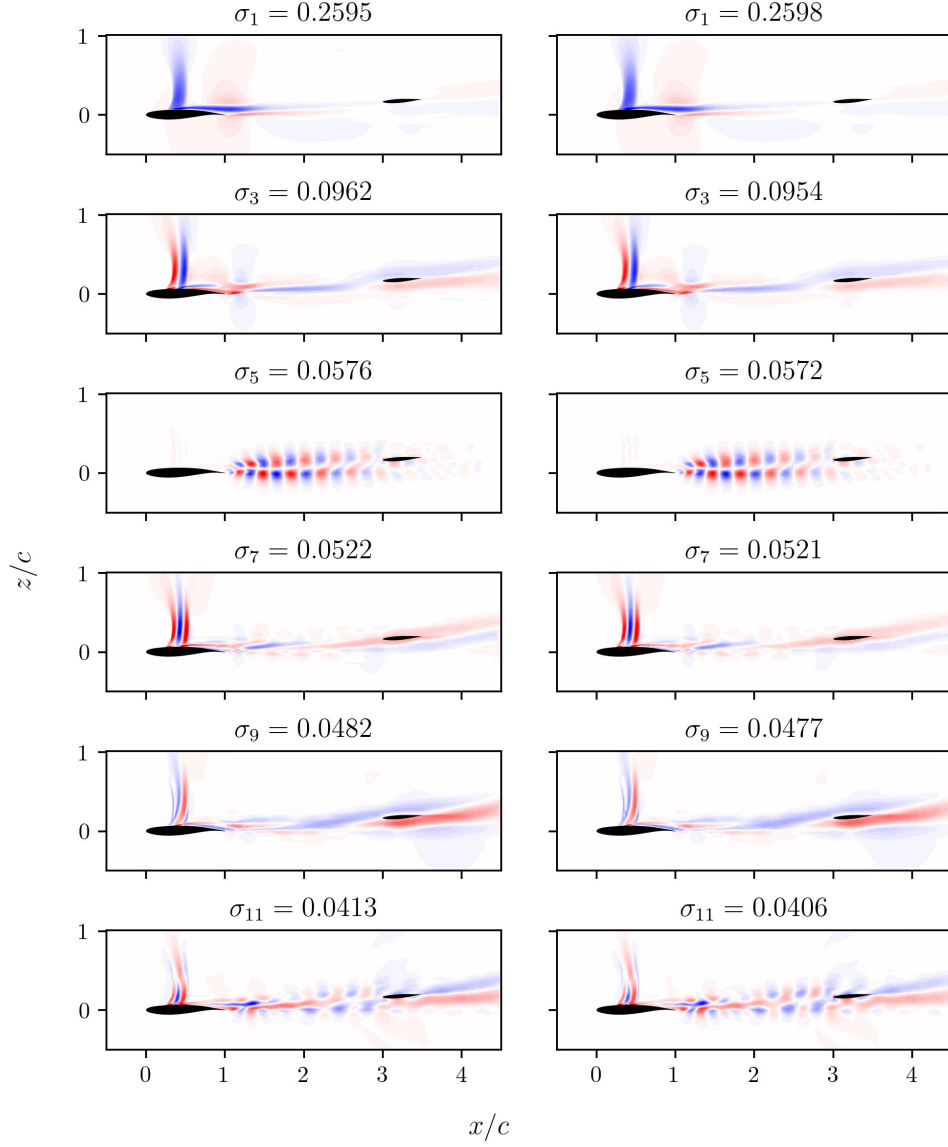 σ₁ = 0.2595 σ₁ = 0.2598
1
0
σ₃ = 0.0962 σ₃ = 0.0954
1
0
σ₅ = 0.0576 σ₅ = 0.0572
1
0
σ₇ = 0.0522 σ₇ = 0.0521
1
z/c
0
σ₉ = 0.0482 σ₉ = 0.0477
1
0
σ₁₁ = 0.0413 σ₁₁ = 0.0406
1
0
0 1 2 3 4 0 1 2 3 4
x/c